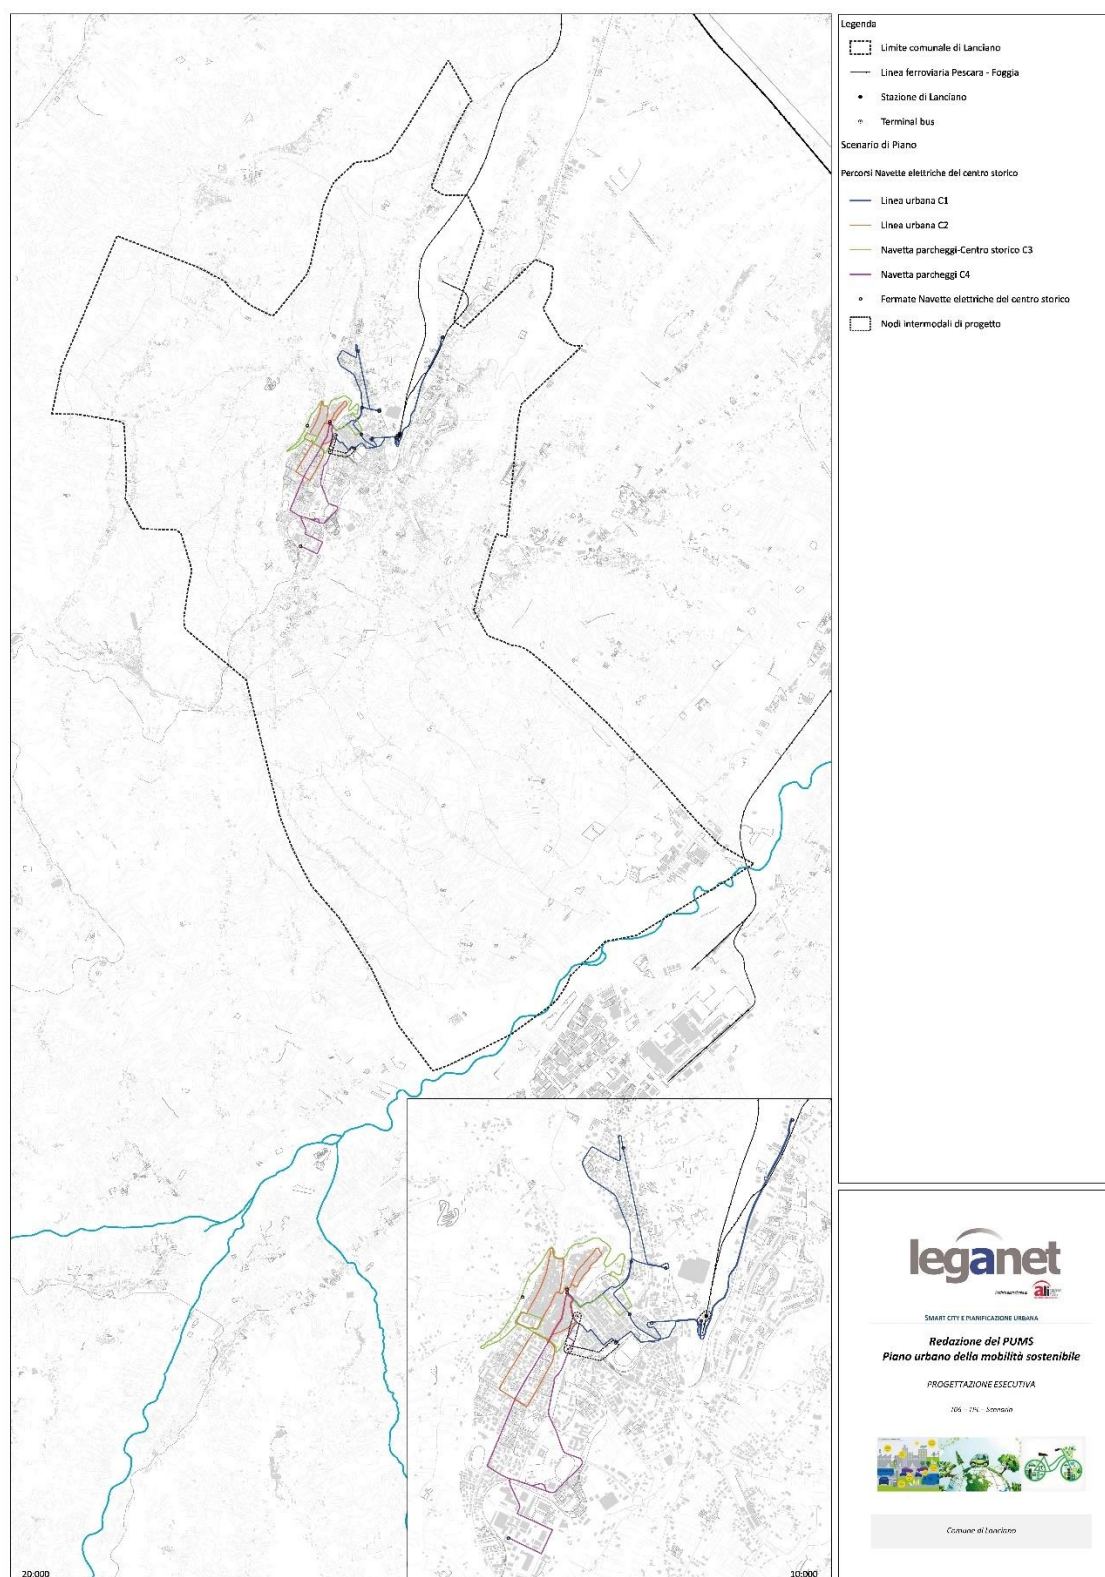 Legenda
Limite comunale di Lanciano
Linea ferroviaria Pescara - Foggia
Stazione di Lanciano
Terminal bus
Scenario di Piano
Percorsi Navette elettriche del centro storico
Linea urbana C1
Linea urbana C2
Navetta parcheggi-Centro storico C3
Navetta parcheggi C4
Fermate Navette elettriche del centro storico
Nodi intermodali di progetto
leganet
ali
SMART CITY E PIANIFICAZIONE URBANA
Redazione del PUMS
Piano urbano della mobilità sostenibile
PROGETTAZIONE ESECUTIVA
Scenario
Comune di Lanciano
20:000
10:000